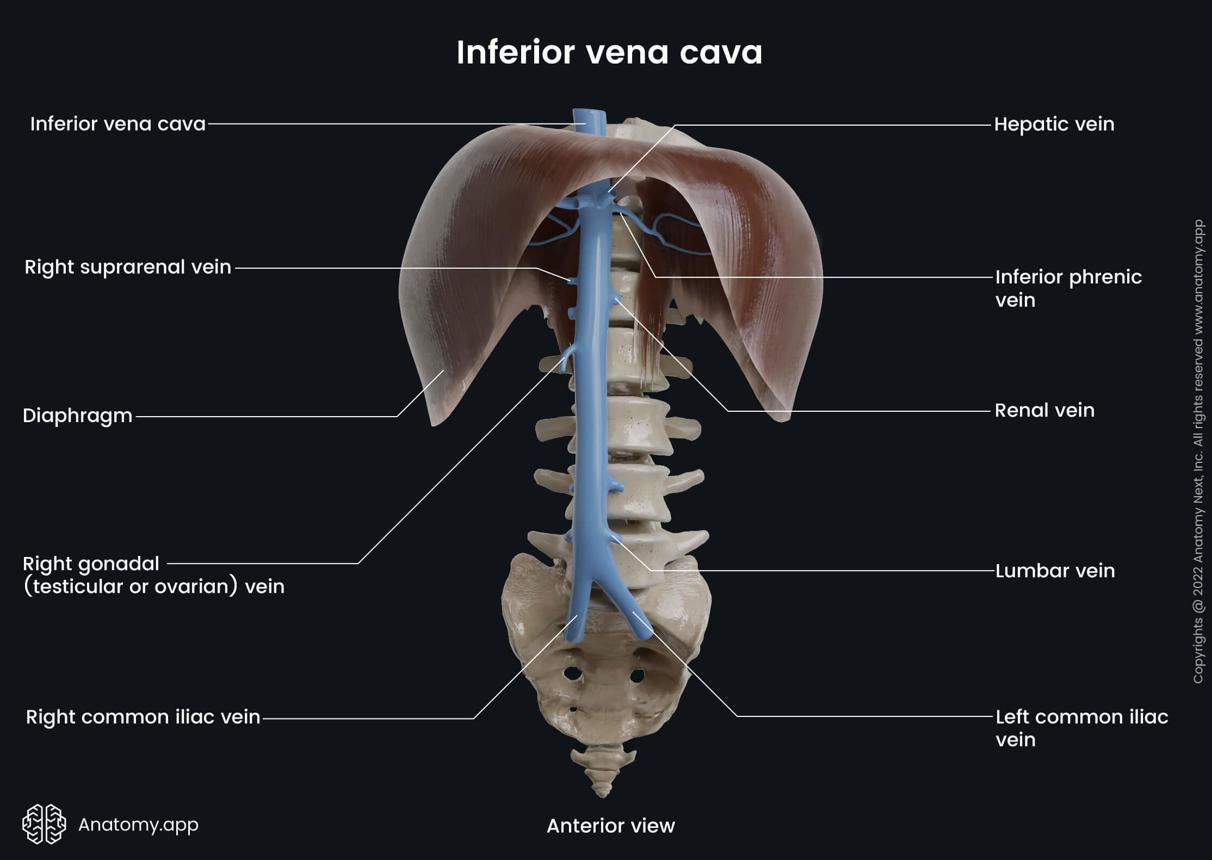 Inferior vena cava
Inferior vena cava
Hepatic vein
Right suprarenal vein
Inferior phrenic
vein
Diaphragm
Renal vein
Right gonadal
(testicular or ovarian) vein
Lumbar vein
Right common iliac vein
Left common iliac
vein
Anatomy.app
Anterior view
Copyrights @ 2022 Anatomy Next, Inc. All rights reserved www.anatomy.app